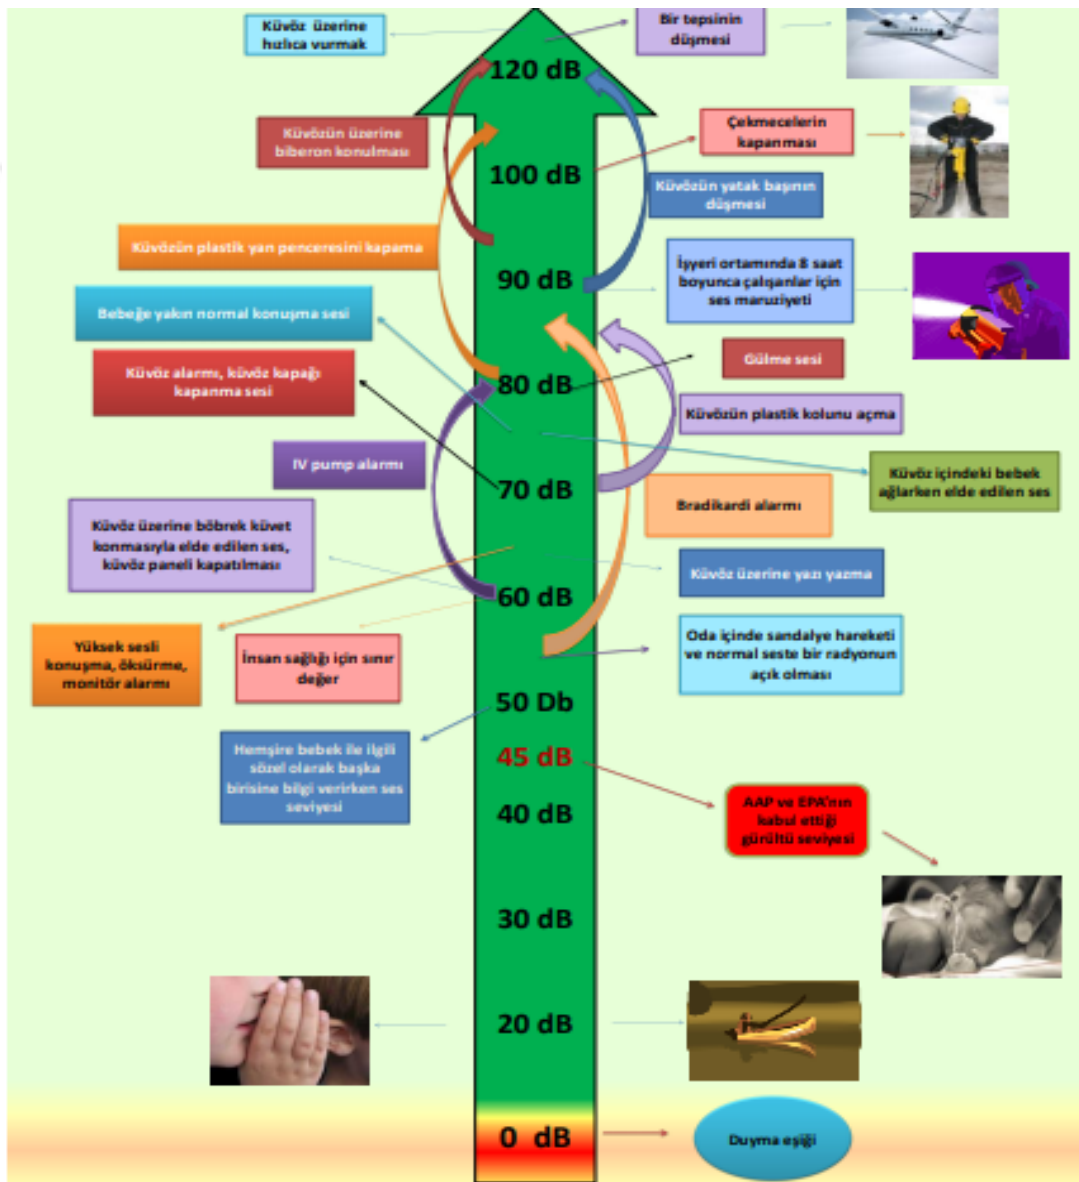 Küvöz üzerine
hızlıca vurmak
Bir tepsinin
düşmesi
120 dB
Küvözün üzerine
biberon konulması
Çekmecelerin
kapanması
100 dB
Küvözün yatak başının
düşmesi
Küvözün plastik yan penceresini kapama
90 dB
İşyeri ortamında 8 saat
boyunca çalışanlar için
ses maruziyeti
Bebeğe yakın normal konuşma sesi
Küvöz alarmı, küvöz kapağı
kapanma sesi
Gülme sesi
80 dB
Küvözün plastik kolunu açma
IV pump alarmı
70 dB
Küvöz içindeki bebek
ağlarken elde edilen ses
Bradikardi alarmı
Küvöz üzerine böbrek küvet
konmasıyla elde edilen ses,
küvöz paneli kapatılması
Küvöz üzerine yazı yazma
60 dB
Yüksek sesli
konuşma, öksürme,
monitör alarmı
İnsan sağlığı için sınır
değer
Oda içinde sandalye hareketi
ve normal seste bir radyonun
açık olması
50 Db
Hemşire bebek ile ilgili
sözel olarak başka
birisine bilgi verirken ses
seviyesi
45 dB
AAP ve EPA'nın
kabul ettiği
gürültü seviyesi
40 dB
30 dB
20 dB
0 dB
Duyma eşiği